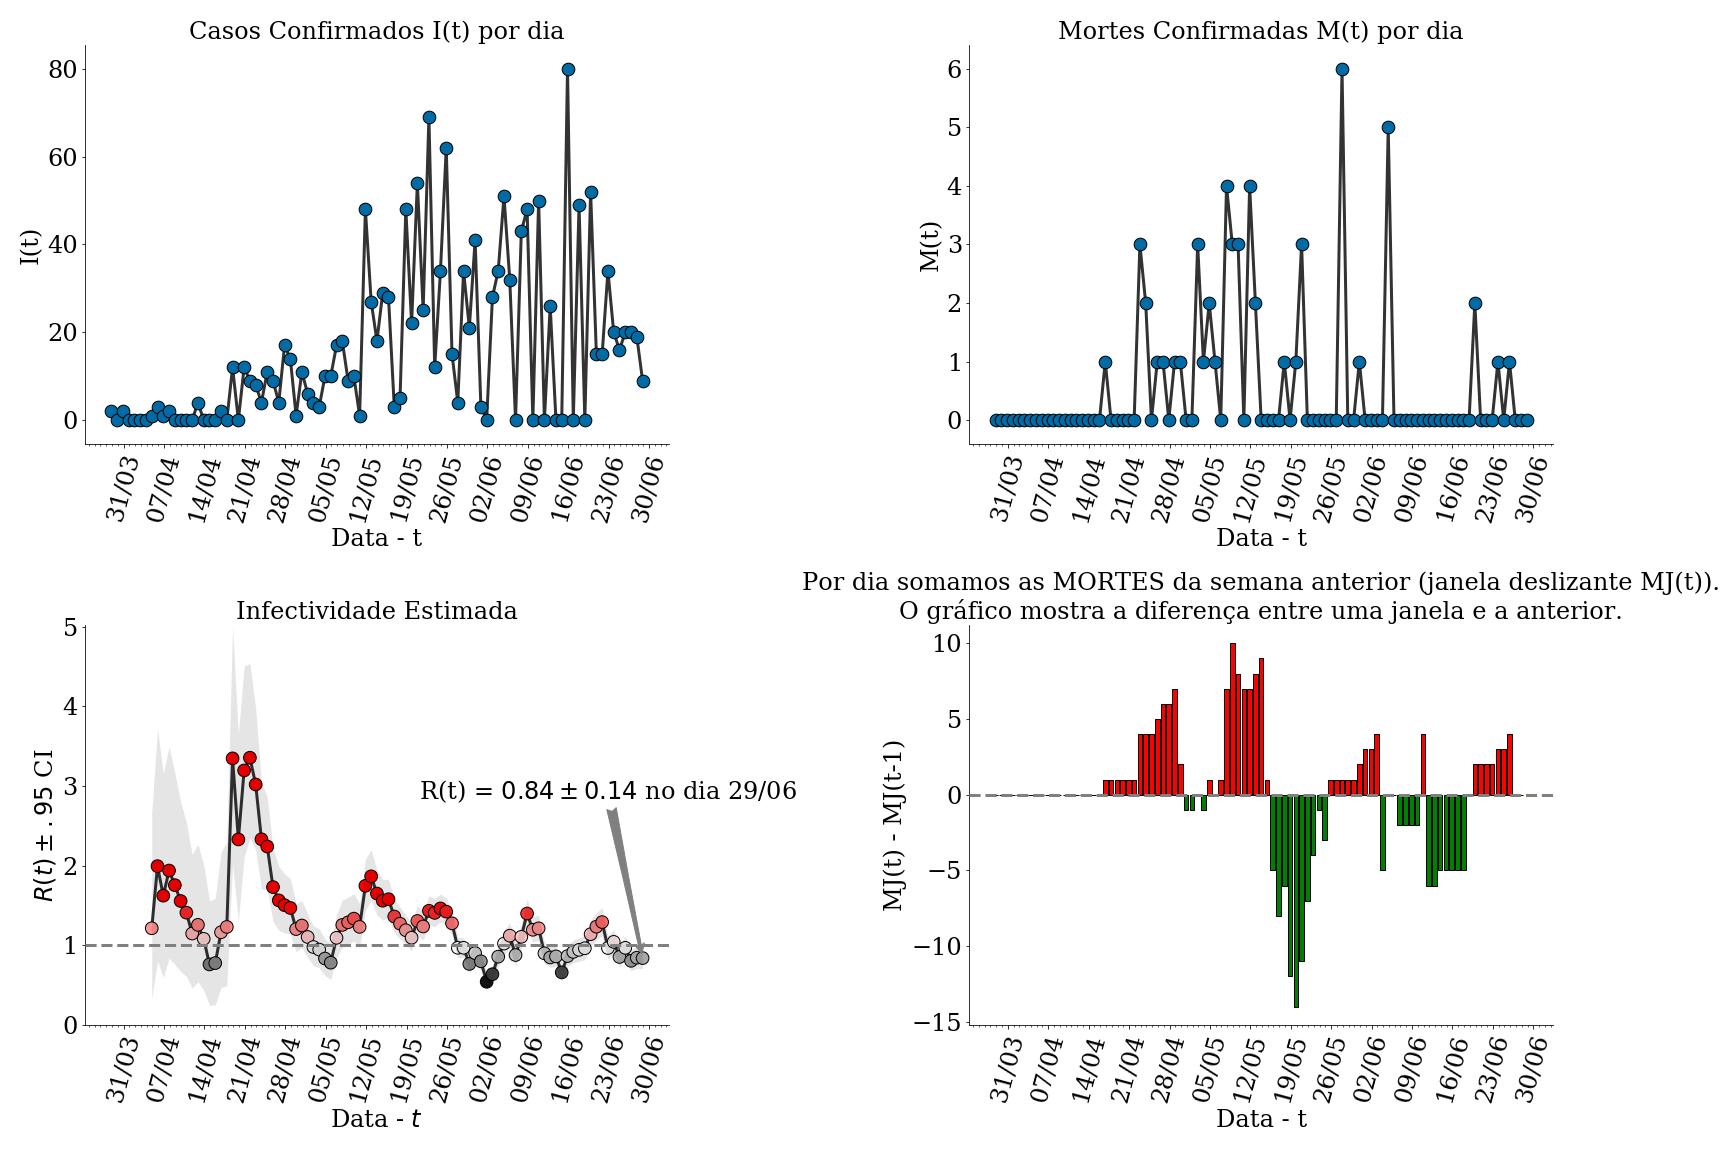 Casos Confirmados I(t) por dia
I(t)
80
60
40
20
0
31/03 07/04 14/04 21/04 28/04 05/05 12/05 19/05 26/05 02/06 09/06 16/06 23/06 30/06
Data - t
Mortes Confirmadas M(t) por dia
M(t)
6
5
4
3
2
1
0
31/03 07/04 14/04 21/04 28/04 05/05 12/05 19/05 26/05 02/06 09/06 16/06 23/06 30/06
Data - t
Infectividade Estimada
R(t) ± .95 CI
5
4
3
2
1
0
R(t) = 0.84 ± 0.14 no dia 29/06
31/03 07/04 14/04 21/04 28/04 05/05 12/05 19/05 26/05 02/06 09/06 16/06 23/06 30/06
Data - t
Por dia somamos as MORTES da semana anterior (janela deslizante MJ(t)).
O gráfico mostra a diferença entre uma janela e a anterior.
MJ(t) - MJ(t-1)
10
5
0
−5
−10
−15
31/03 07/04 14/04 21/04 28/04 05/05 12/05 19/05 26/05 02/06 09/06 16/06 23/06 30/06
Data - t